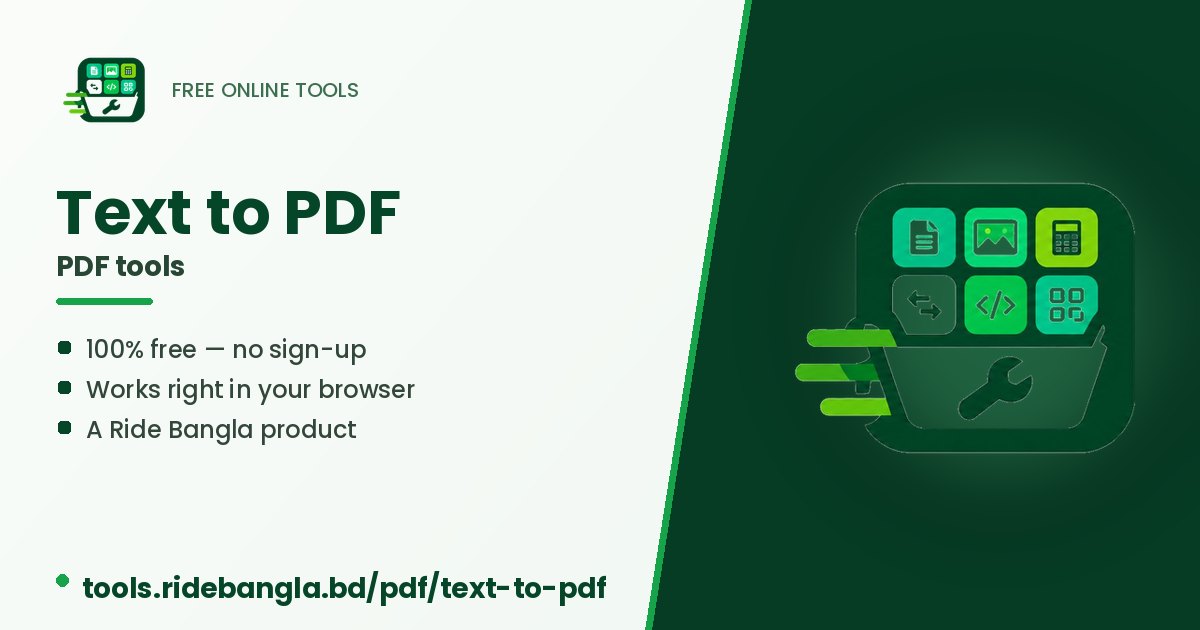 FREE ONLINE TOOLS
Text to PDF
PDF tools
100% free — no sign-up
Works right in your browser
A Ride Bangla product
tools.ridebangla.bd/pdf/text-to-pdf